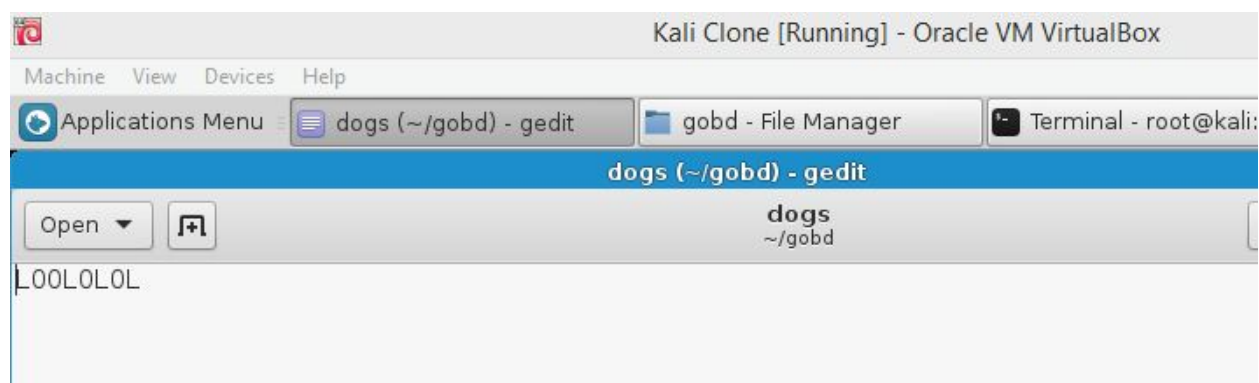 Kali Clone [Running] - Oracle VM VirtualBox
Machine View Devices Help
Applications Menu dogs (~/gobd) - gedit gobd - File Manager Terminal - root@kali:
dogs (~/gobd) - gedit
Open dogs
~/gobd
LOOLOLOL